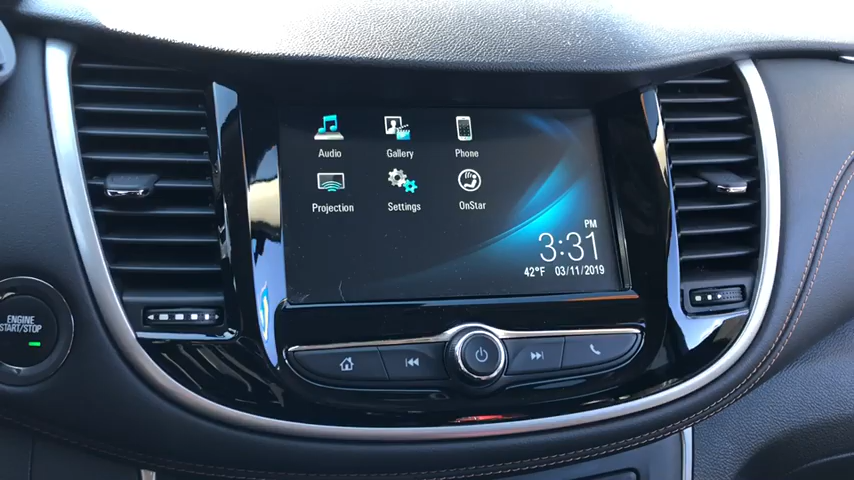 Audio
Gallery
Phone
Projection
Settings
OnStar
PM
3:31
42°F 03/11/2019
ENGINE
START/STOP